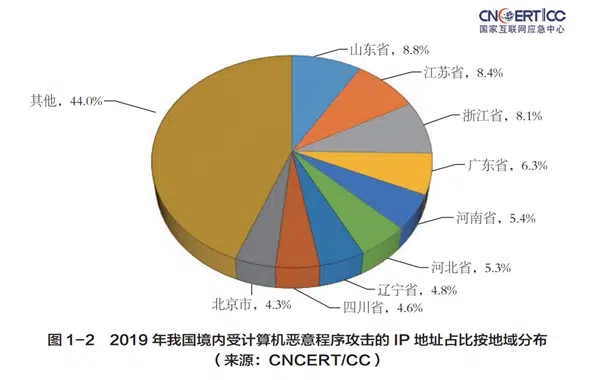 CNCERT/CC
国家互联网应急中心
山东省，8.8%
江苏省，8.4%
浙江省，8.1%
广东省，6.3%
河南省，5.4%
河北省，5.3%
辽宁省，4.8%
四川省，4.6%
北京市，4.3%
其他，44.0%
图 1-2 2019 年我国境内受计算机恶意程序攻击的 IP 地址占比按地域分布
（来源：CNCERT/CC）